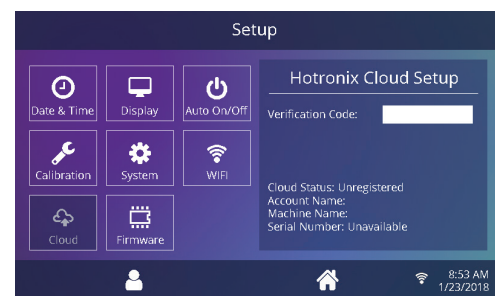 Setup
Date & Time
Display
Auto On/Off
Calibration
System
WIFI
Cloud
Firmware
Hotronix Cloud Setup
Verification Code:
Cloud Status: Unregistered
Account Name:
Machine Name:
Serial Number: Unavailable
8:53 AM
1/23/2018